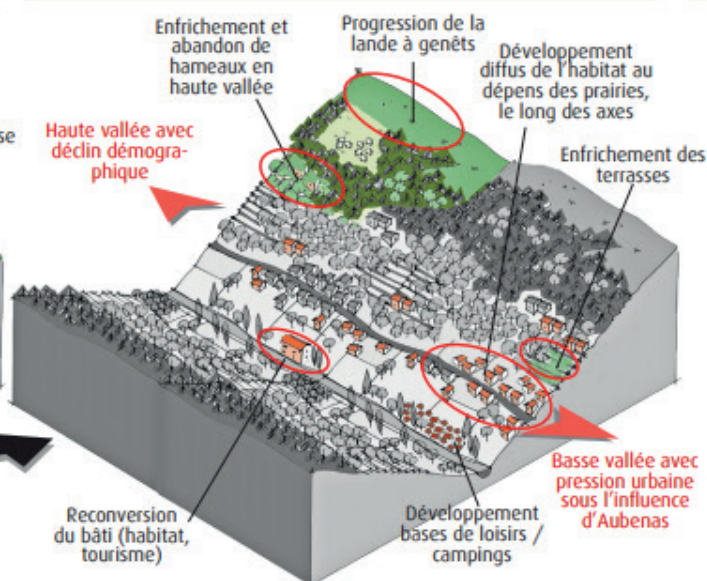 Enfrichement et
abandon de
hameaux en
haute vallée
Progression de la
lande à genêts
Développement
diffus de l'habitat au
dépens des prairies,
le long des axes
Haute vallée avec
déclin démogra-
phique
Enfrichement des
terrasses
Basse vallée avec
pression urbaine
sous l'influence
d'Aubenas
Reconversion
du bâti (habitat,
tourisme)
Développement
bases de loisirs /
campings